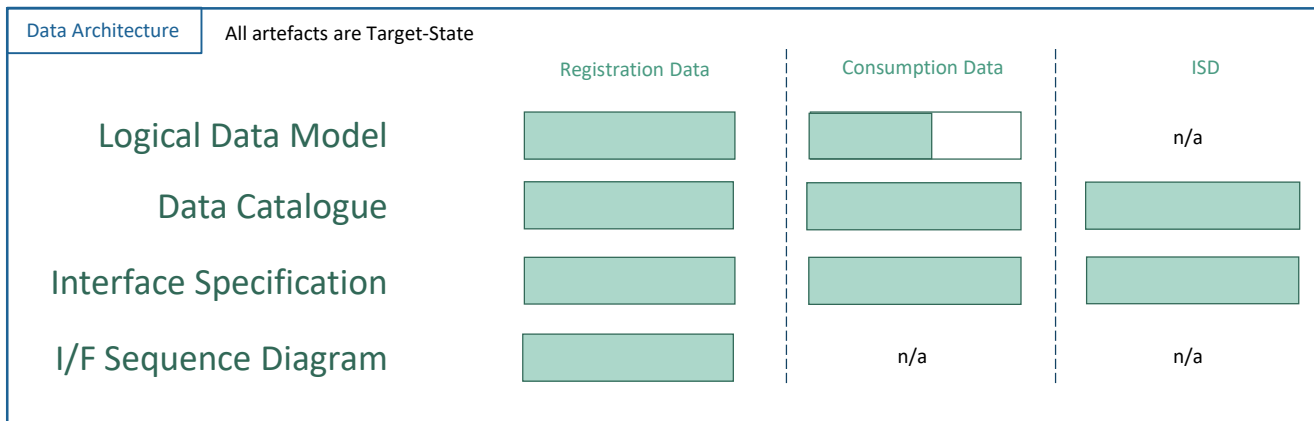 Data Architecture
All artefacts are Target-State
Registration Data
Consumption Data
ISD
Logical Data Model
n/a
Data Catalogue
Interface Specification
I/F Sequence Diagram
n/a
n/a